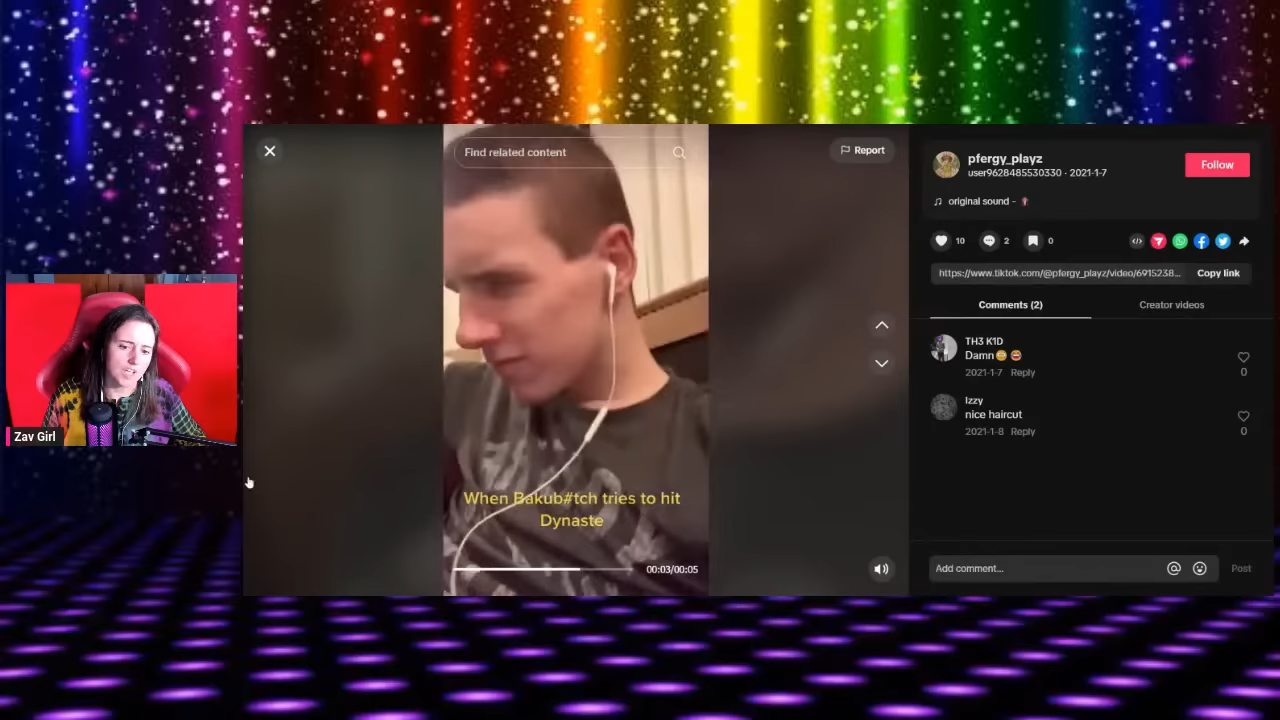 Find related content
Report
pfergy_playz
user9628485530330 · 2021-1-7
Follow
original sound -
10
2
0
https://www.tiktok.com/@pfergy_playz/video/6915238...
Copy link
Comments (2)
Creator videos
TH3 K1D
Damn
2021-1-7 Reply
0
Izzy
nice haircut
2021-1-8 Reply
0
Zav Girl
When Bakub#tch tries to hit
Dynaste
00:03/00:05
Add comment...
Post